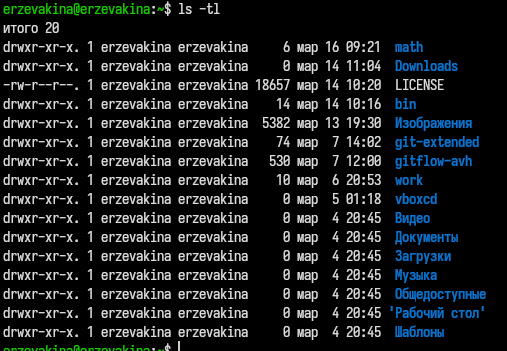 erzevakina@erzevakina:~$ ls -tl
итого 20
drwxr-xr-x. 1 erzevakina erzevakina     6 мар 16 09:21  math
drwxr-xr-x. 1 erzevakina erzevakina     0 мар 14 11:04  Downloads
-rw-r--r--. 1 erzevakina erzevakina 18657 мар 14 10:20  LICENSE
drwxr-xr-x. 1 erzevakina erzevakina    14 мар 14 10:16  bin
drwxr-xr-x. 1 erzevakina erzevakina  5382 мар 13 19:30  Изображения
drwxr-xr-x. 1 erzevakina erzevakina    74 мар  7 14:02  git-extended
drwxr-xr-x. 1 erzevakina erzevakina   530 мар  7 12:00  gitflow-avh
drwxr-xr-x. 1 erzevakina erzevakina    10 мар  6 20:53  work
drwxr-xr-x. 1 erzevakina erzevakina     0 мар  5 01:18  vboxcd
drwxr-xr-x. 1 erzevakina erzevakina     0 мар  4 20:45  Видео
drwxr-xr-x. 1 erzevakina erzevakina     0 мар  4 20:45  Документы
drwxr-xr-x. 1 erzevakina erzevakina     0 мар  4 20:45  Загрузки
drwxr-xr-x. 1 erzevakina erzevakina     0 мар  4 20:45  Музыка
drwxr-xr-x. 1 erzevakina erzevakina     0 мар  4 20:45  Общедоступные
drwxr-xr-x. 1 erzevakina erzevakina     0 мар  4 20:45 'Рабочий стол'
drwxr-xr-x. 1 erzevakina erzevakina     0 мар  4 20:45  Шаблоны
erzevakina@erzevakina:~$